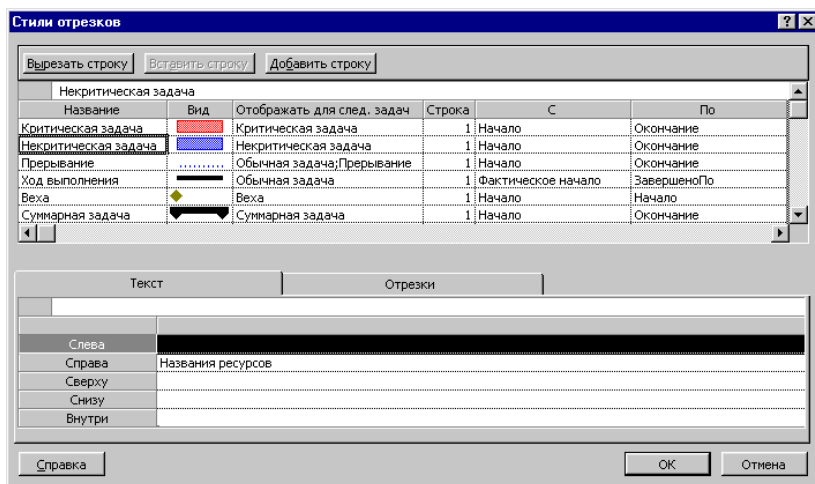 Стили отрезков
Вырезать строку Вставить строку Добавить строку
Некритическая задача
Название Вид Отображать для след. задач Строка С По
Критическая задача Критическая задача 1 Начало Окончание
Некритическая задача Некритическая задача 1 Начало Окончание
Прерывание Обычная задача;Прерывание 1 Начало Окончание
Ход выполнения Обычная задача 1 Фактическое начало ЗавершеноПо
Веха Веха 1 Начало Начало
Суммарная задача Суммарная задача 1 Начало Окончание
Текст Отрезки
Слева
Справа Названия ресурсов
Сверху
Снизу
Внутри
Справка ОК Отмена